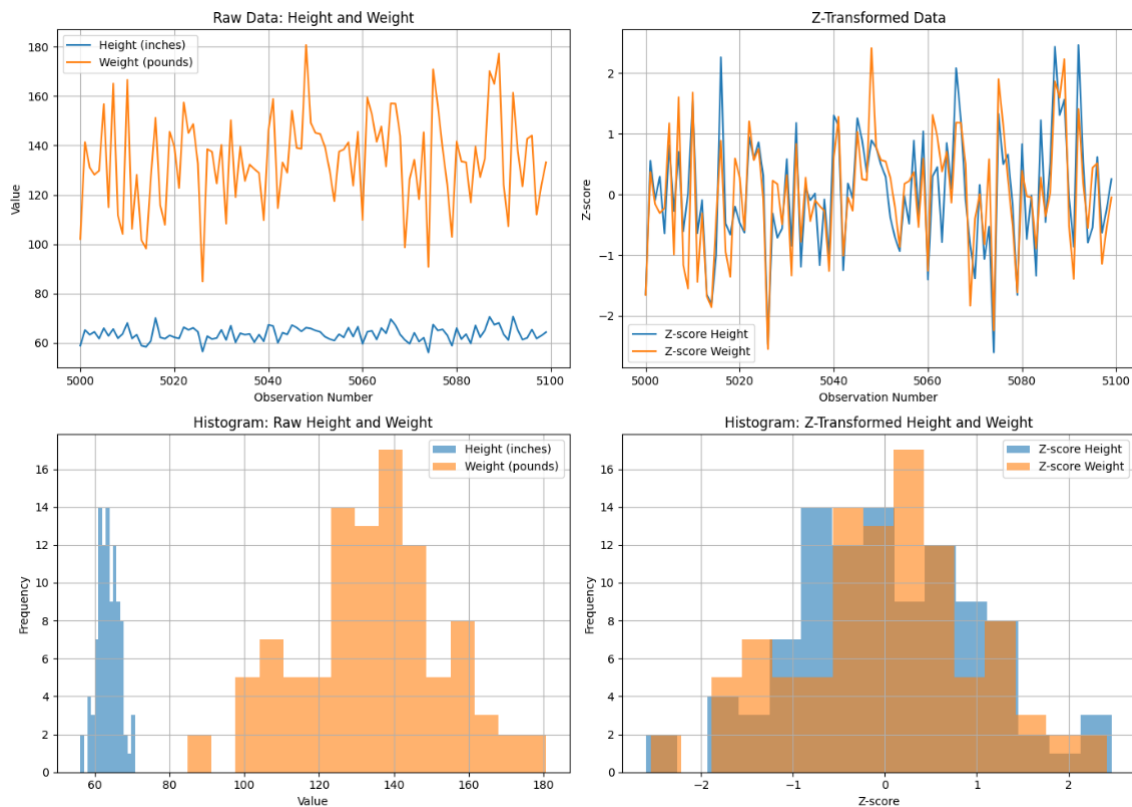 Raw Data: Height and Weight
Height (inches)
Weight (pounds)
Value
180
160
140
120
100
80
60
5000
5020
5040
5060
5080
5100
Observation Number
Z-Transformed Data
Z-score
2
1
0
−1
−2
Z-score Height
Z-score Weight
5000
5020
5040
5060
5080
5100
Observation Number
Histogram: Raw Height and Weight
Height (inches)
Weight (pounds)
Frequency
16
14
12
10
8
6
4
2
0
60
80
100
120
140
160
180
Value
Histogram: Z-Transformed Height and Weight
Z-score Height
Z-score Weight
Frequency
16
14
12
10
8
6
4
2
0
−2
−1
0
1
2
Z-score